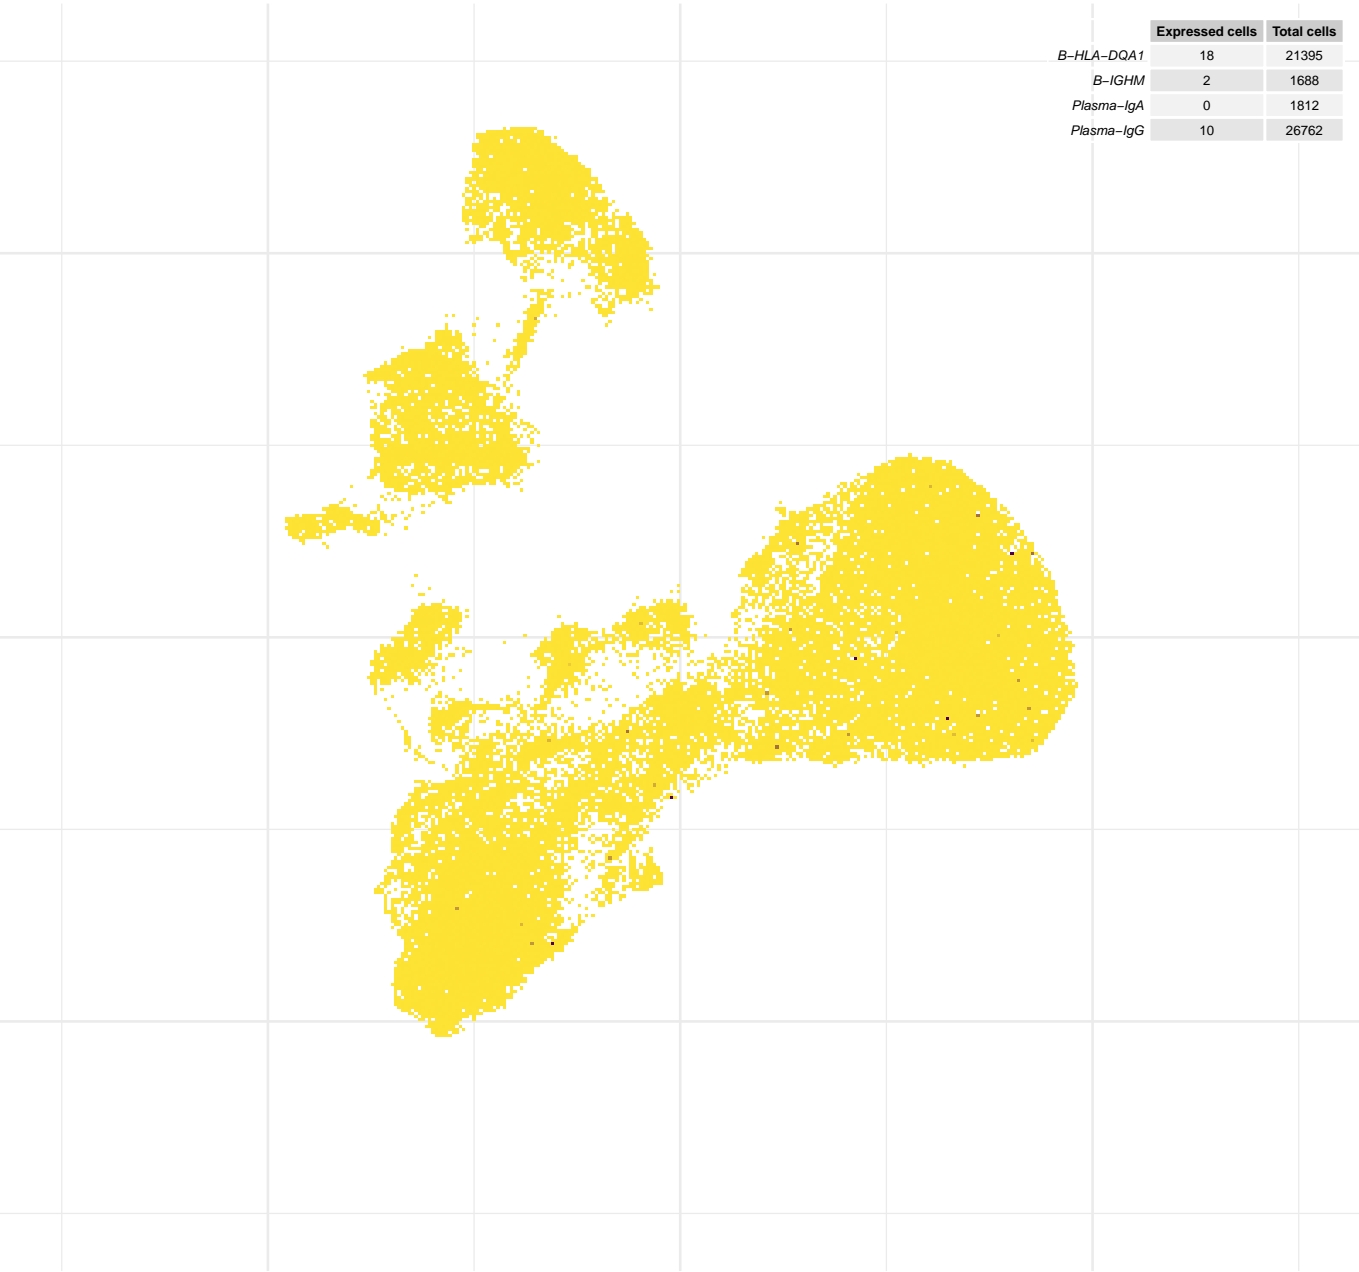 Expressed cells Total cells
B−HLA−DQA1 18 21395
B−IGHM 2 1688
Plasma−IgA 0 1812
Plasma−IgG 10 26762